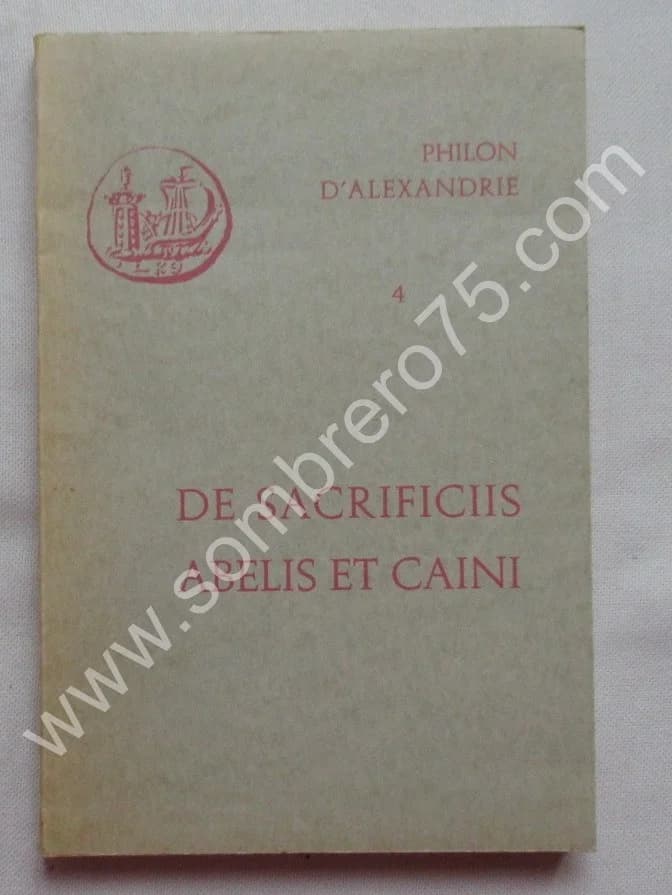 PHILON
D'ALEXANDRIE
4
DE SACRIFICIIS
ABELIS ET CAINI
www.sombrero75.com